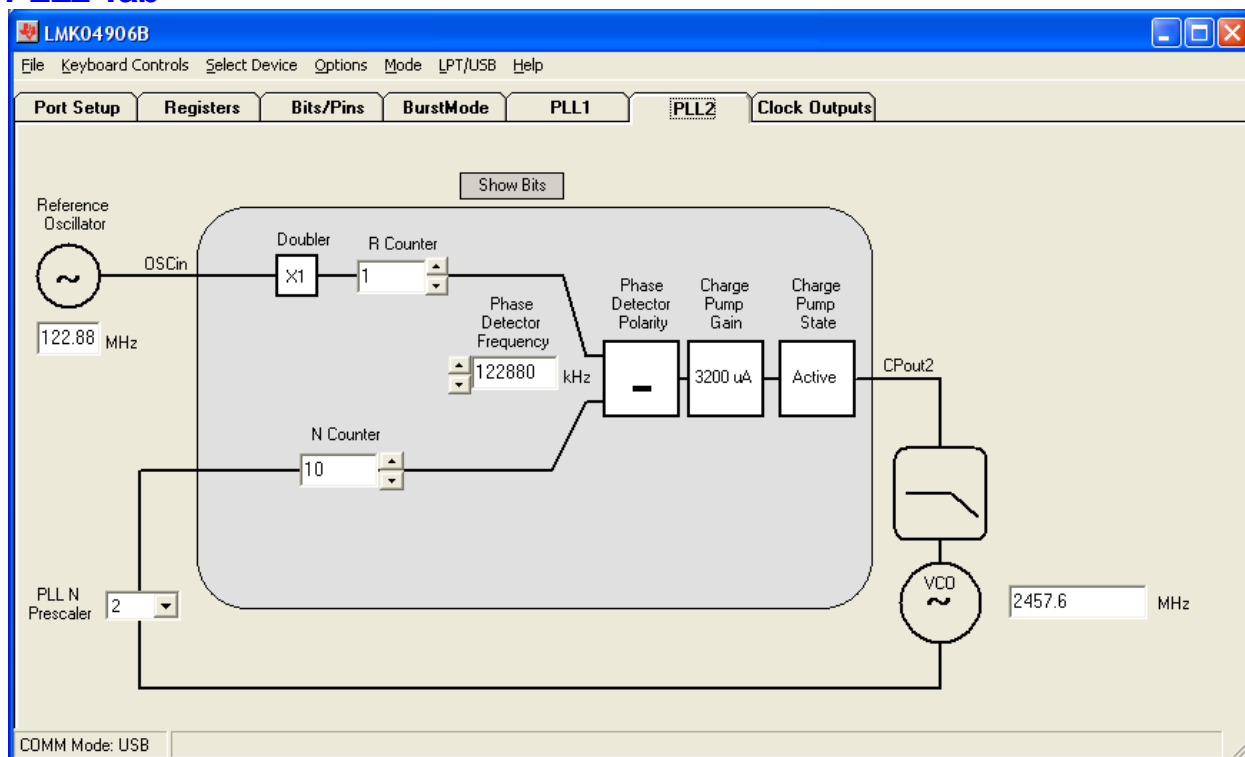 LMK04906B
File Keyboard Controls Select Device Options Mode LPT/USB Help
Port Setup Registers Bits/Pins BurstMode PLL1 PLL2 Clock Outputs
Show Bits
Reference
Oscillator
OSCin
122.88 MHz
Doubler
X1
R Counter
1
Phase
Detector
Frequency
122880 kHz
Phase
Detector
Polarity
-
Charge
Pump
Gain
3200 uA
Charge
Pump
State
Active
CPout2
N Counter
10
PLL N
Prescaler
2
VCO
2457.6 MHz
COMM Mode: USB